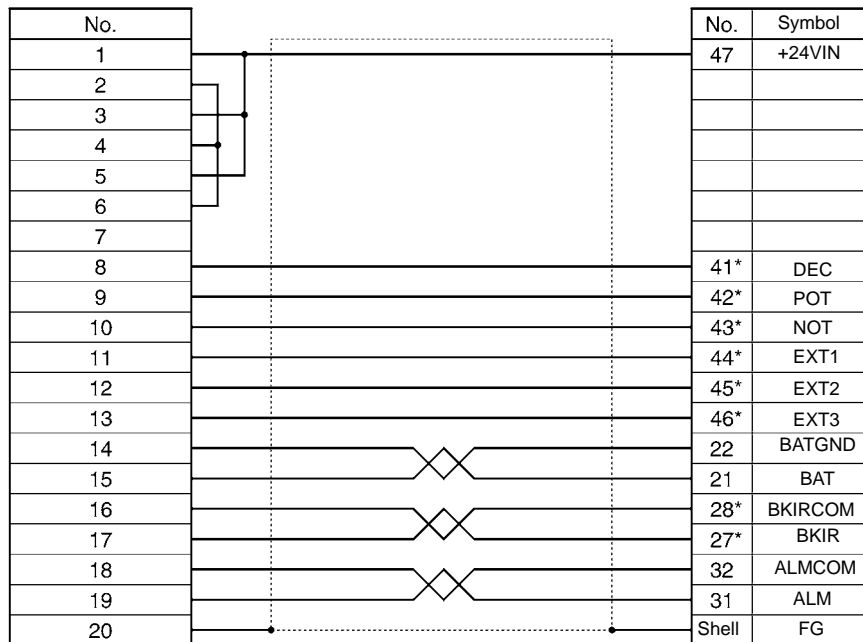 No. No. Symbol
1 47 +24VIN
2
3
4
5
6
7
8 41* DEC
9 42* POT
10 43* NOT
11 44* EXT1
12 45* EXT2
13 46* EXT3
14 22 BATGND
15 21 BAT
16 28* BKIRCOM
17 27* BKIR
18 32 ALMCOM
19 31 ALM
20 Shell FG